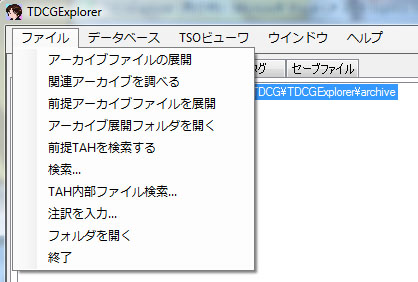 TDCGExplorer
ファイル データベース TSOビューワ ウインドウ ヘルプ
セーブファイル
TDCG¥TDCGExplorer¥archive
アーカイブファイルの展開
関連アーカイブを調べる
前提アーカイブファイルを展開
アーカイブ展開フォルダを開く
前提TAHを検索する
検索...
TAH内部ファイル検索...
注訳を入力...
フォルダを開く
終了